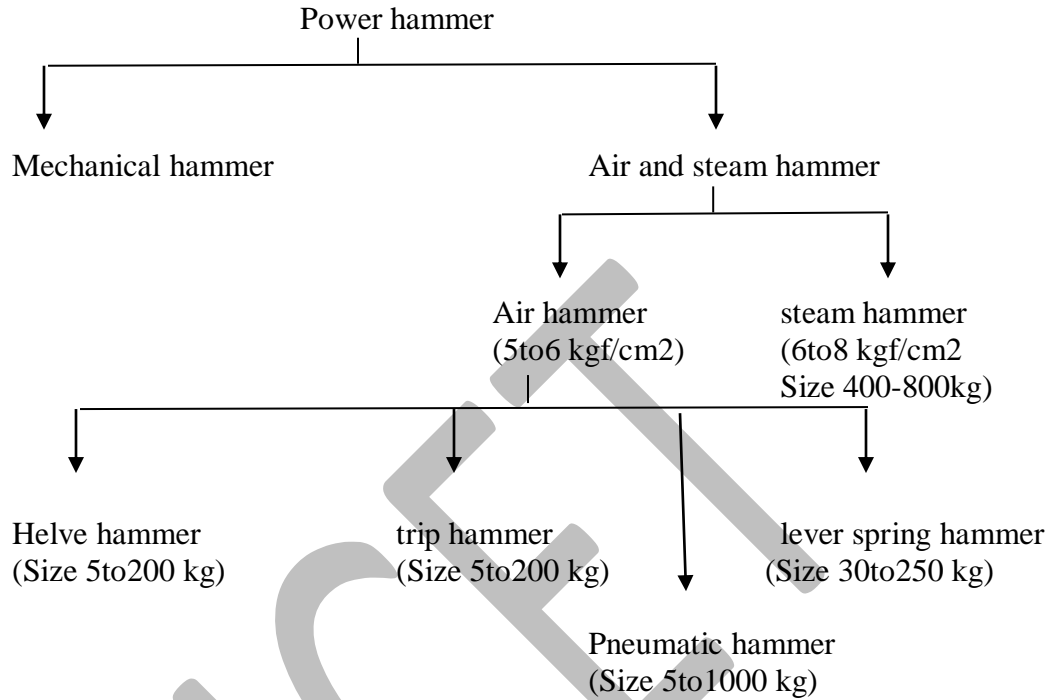 Power hammer
Mechanical hammer
Air and steam hammer
Air hammer
(5to6 kgf/cm2)
steam hammer
(6to8 kgf/cm2
Size 400-800kg)
Helve hammer
(Size 5to200 kg)
trip hammer
(Size 5to200 kg)
lever spring hammer
(Size 30to250 kg)
Pneumatic hammer
(Size 5to1000 kg)